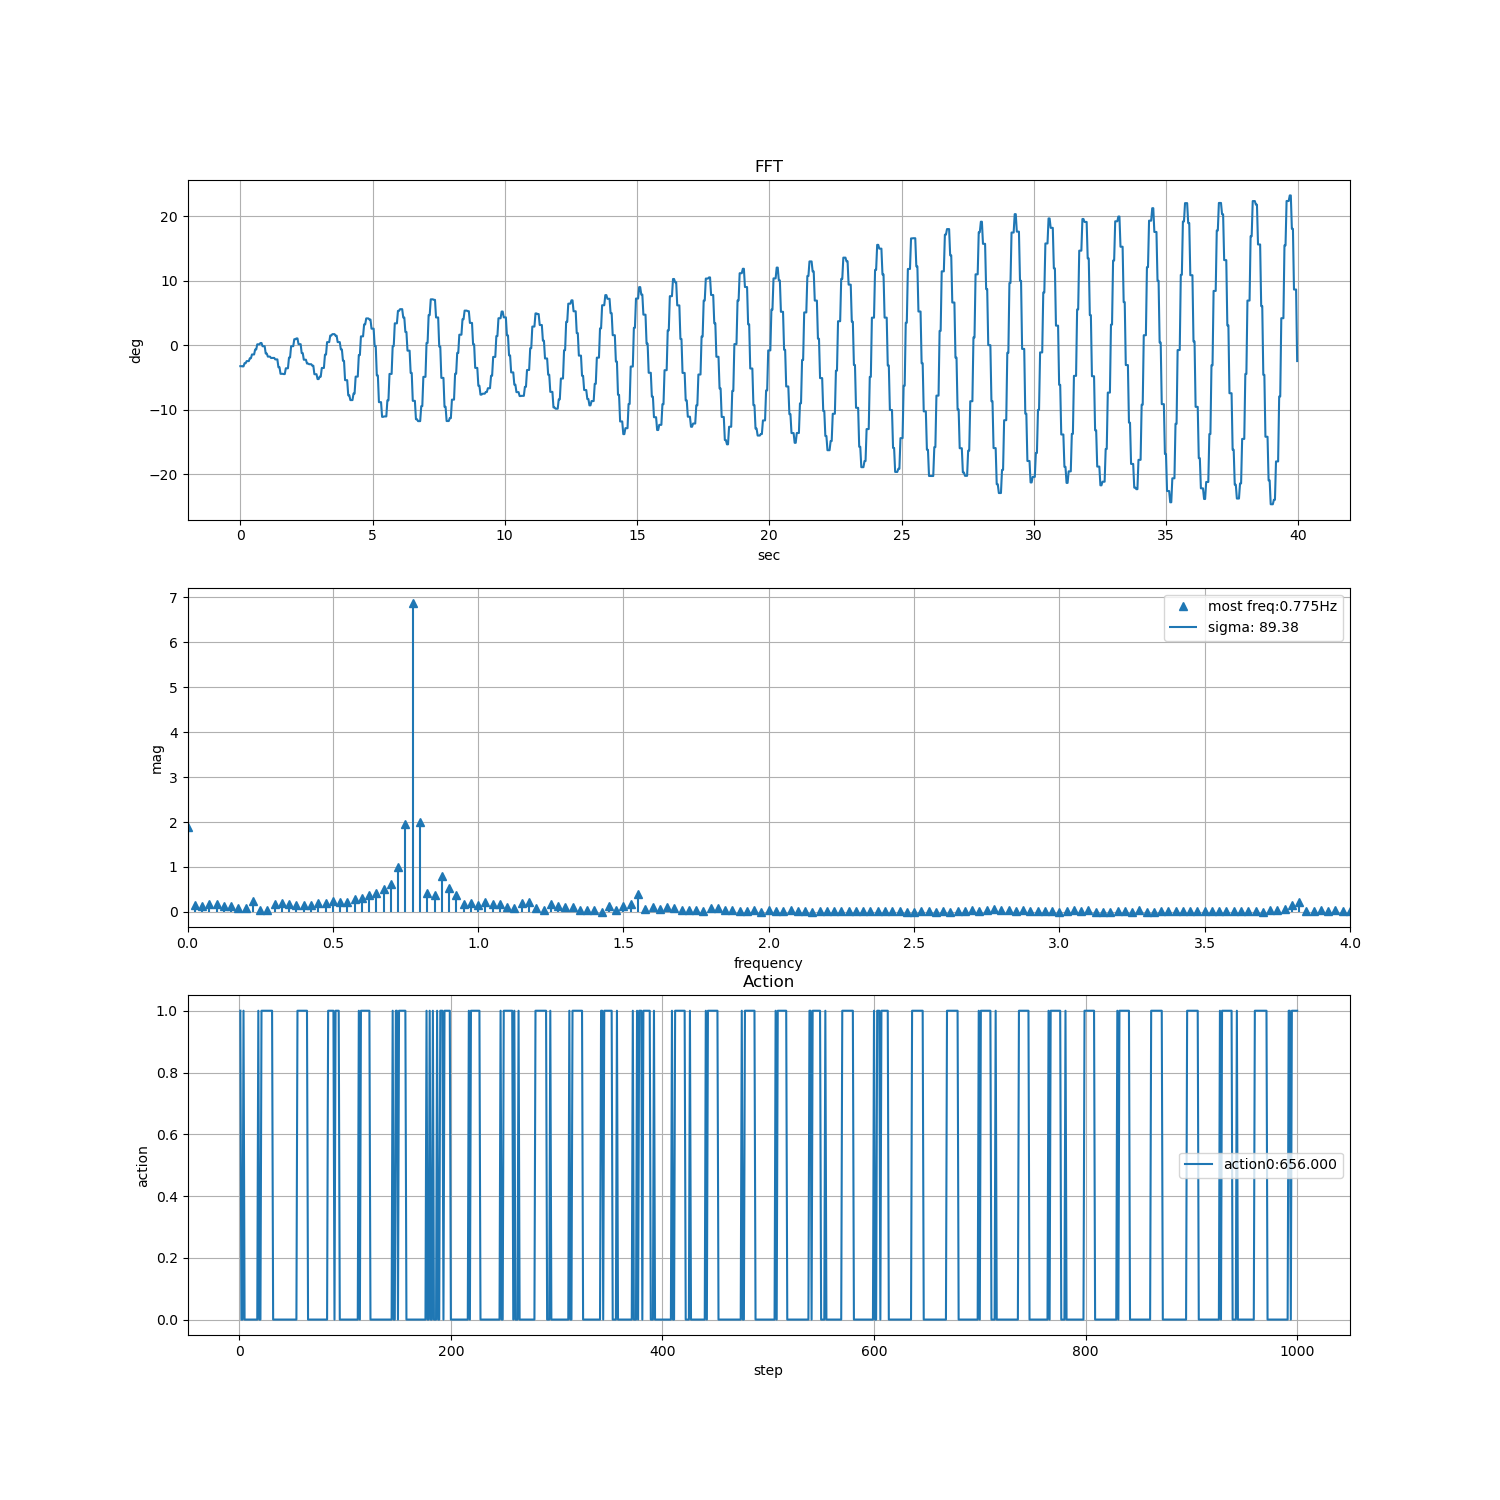 FFT
20
10
0
−10
−20
deg
0 5 10 15 20 25 30 35 40
sec
7
6
5
4
3
2
1
0
mag
most freq:0.775Hz
sigma: 89.38
0.0 0.5 1.0 1.5 2.0 2.5 3.0 3.5 4.0
frequency
Action
1.0
0.8
0.6
0.4
0.2
0.0
action
action0:656.000
0 200 400 600 800 1000
step